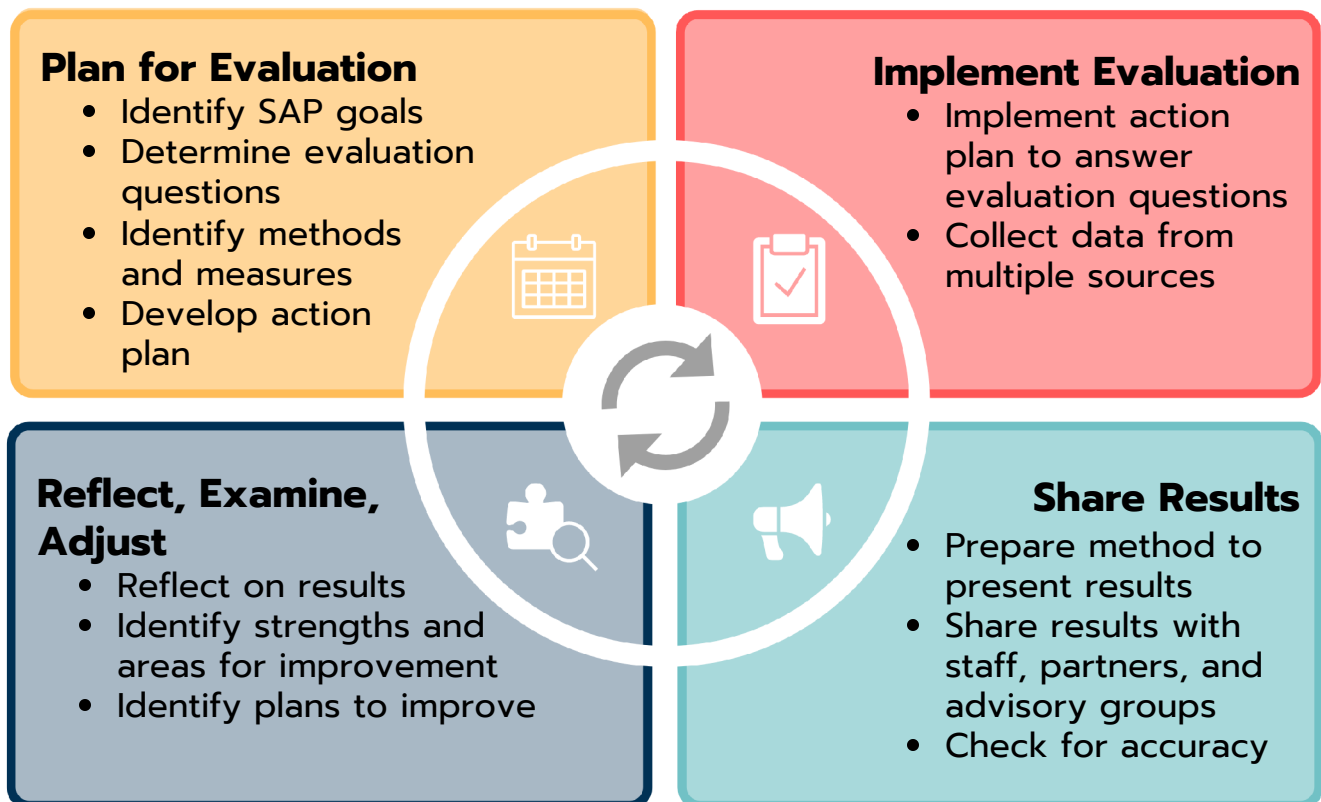 Plan for Evaluation
• Identify SAP goals
• Determine evaluation
questions
• Identify methods
and measures
• Develop action
plan
Implement Evaluation
• Implement action
plan to answer
evaluation questions
• Collect data from
multiple sources
Reflect, Examine,
Adjust
• Reflect on results
• Identify strengths and
areas for improvement
• Identify plans to improve
Share Results
• Prepare method to
present results
• Share results with
staff, partners, and
advisory groups
• Check for accuracy